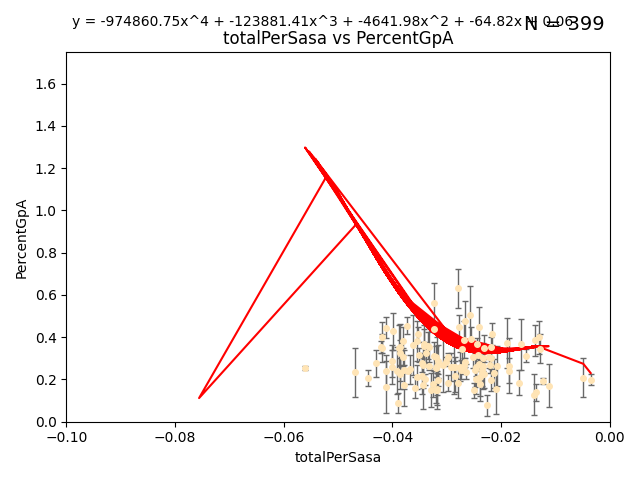 y = -974860.75x^4 + -123881.41x^3 + -4641.98x^2 + -64.82x + 0.06
N = 399
totalPerSasa vs PercentGpA
1.6
1.4
1.2
1.0
0.8
0.6
0.4
0.2
0.0
PercentGpA
−0.10 −0.08 −0.06 −0.04 −0.02 0.00
totalPerSasa